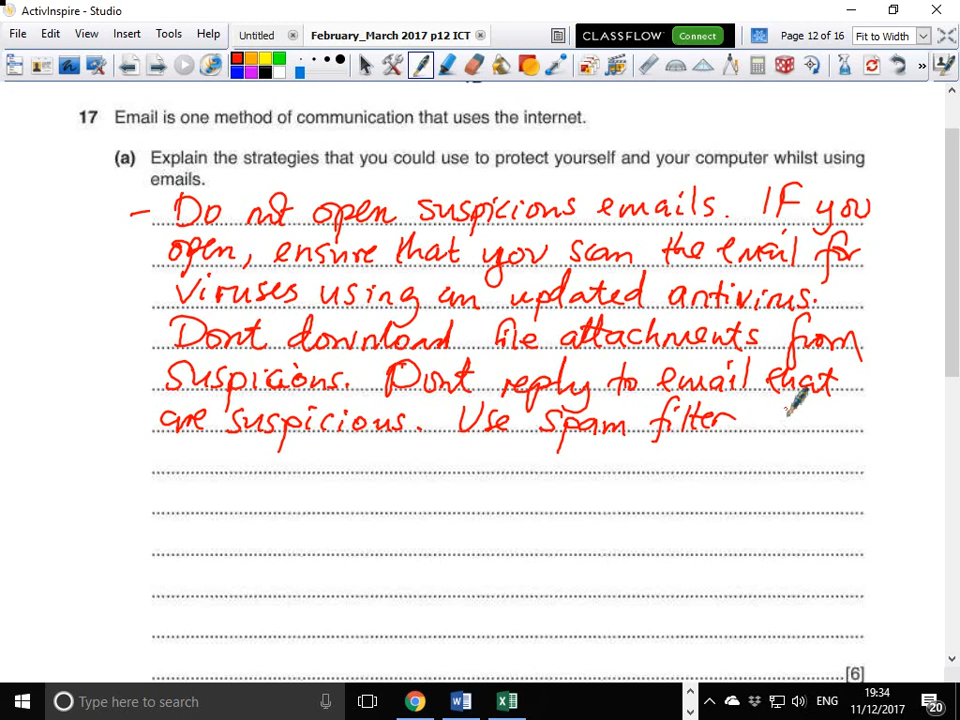 ActivInspire - Studio
File Edit View Insert Tools Help Untitled February_March 2017 p12 ICT CLASSFLOW Connect Page 12 of 16 Fit to Width
17 Email is one method of communication that uses the internet.
(a) Explain the strategies that you could use to protect yourself and your computer whilst using
emails.
- Do not open suspicious emails. If you
open, ensure that you scan the email for
viruses using an updated antivirus.
Dont download file attachments from
suspicions. Dont reply to email that
are suspicious. Use spam filter
[6]
Type here to search ENG 19:34
11/12/2017 20